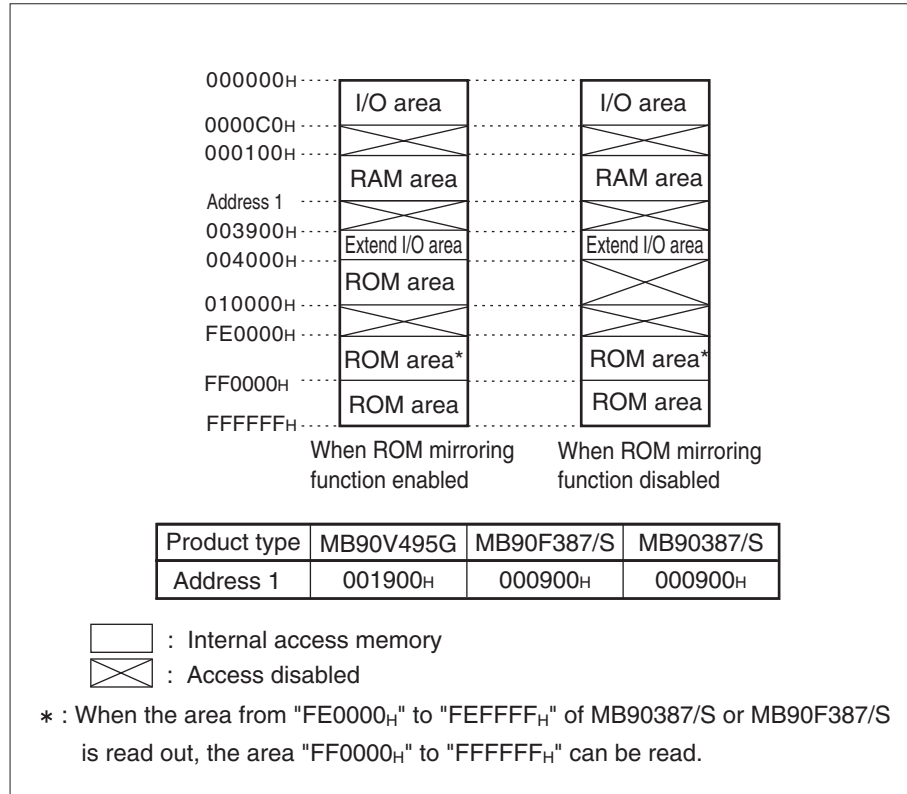 000000H
I/O area I/O area
0000C0H
000100H
RAM area RAM area
Address 1
003900H
Extend I/O area Extend I/O area
004000H
ROM area
010000H
FE0000H
ROM area* ROM area*
FF0000H
ROM area ROM area
FFFFFFH
When ROM mirroring When ROM mirroring
function enabled function disabled
Product type MB90V495G MB90F387/S MB90387/S
Address 1 001900H 000900H 000900H
: Internal access memory
: Access disabled
* : When the area from "FE0000H" to "FEFFFFH" of MB90387/S or MB90F387/S
is read out, the area "FF0000H" to "FFFFFFH" can be read.